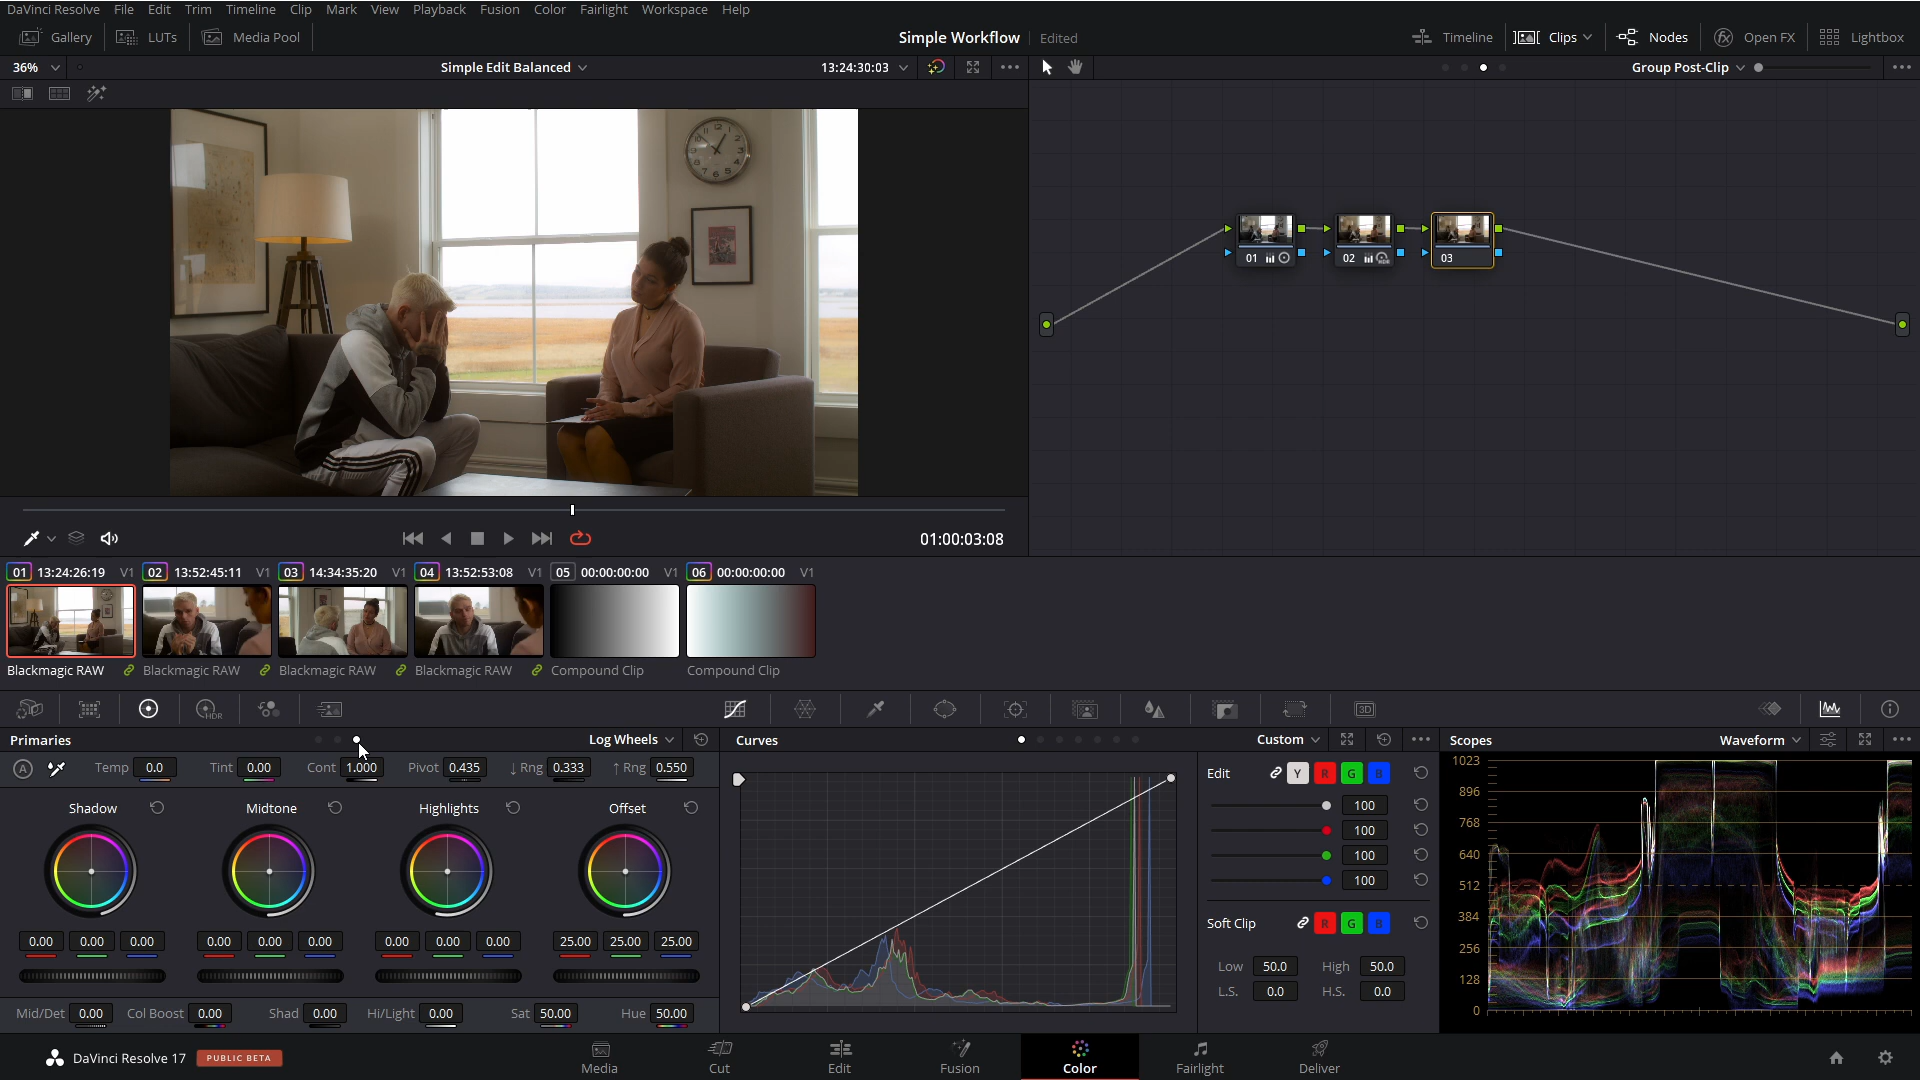 DaVinci Resolve File Edit Trim Timeline Clip Mark View Playback Fusion Color Fairlight Workspace Help
Gallery LUTs Media Pool Simple Workflow Edited Timeline Clips Nodes Open FX Lightbox
36% Simple Edit Balanced 13:24:30:03 Group Post-Clip
01 02 03
01:00:03:08
01 13:24:26:19 V1 02 13:52:45:11 V1 03 14:34:35:20 V1 04 13:52:53:08 V1 05 00:00:00:00 V1 06 00:00:00:00 V1
Blackmagic RAW Blackmagic RAW Blackmagic RAW Blackmagic RAW Compound Clip Compound Clip
HDR 3D
Primaries Log Wheels Curves Custom Scopes Waveform
A Temp 0.0 Tint 0.00 Cont 1.000 Pivot 0.435 ↓ Rng 0.333 ↑ Rng 0.550
Shadow Midtone Highlights Offset
0.00 0.00 0.00 0.00 0.00 0.00 0.00 0.00 0.00 25.00 25.00 25.00
Mid/Det 0.00 Col Boost 0.00 Shad 0.00 Hi/Light 0.00 Sat 50.00 Hue 50.00
Edit Y R G B
100
100
100
100
Soft Clip R G B
Low 50.0 High 50.0
L.S. 0.0 H.S. 0.0
1023
896
768
640
512
384
256
128
0
DaVinci Resolve 17 PUBLIC BETA Media Cut Edit Fusion Color Fairlight Deliver